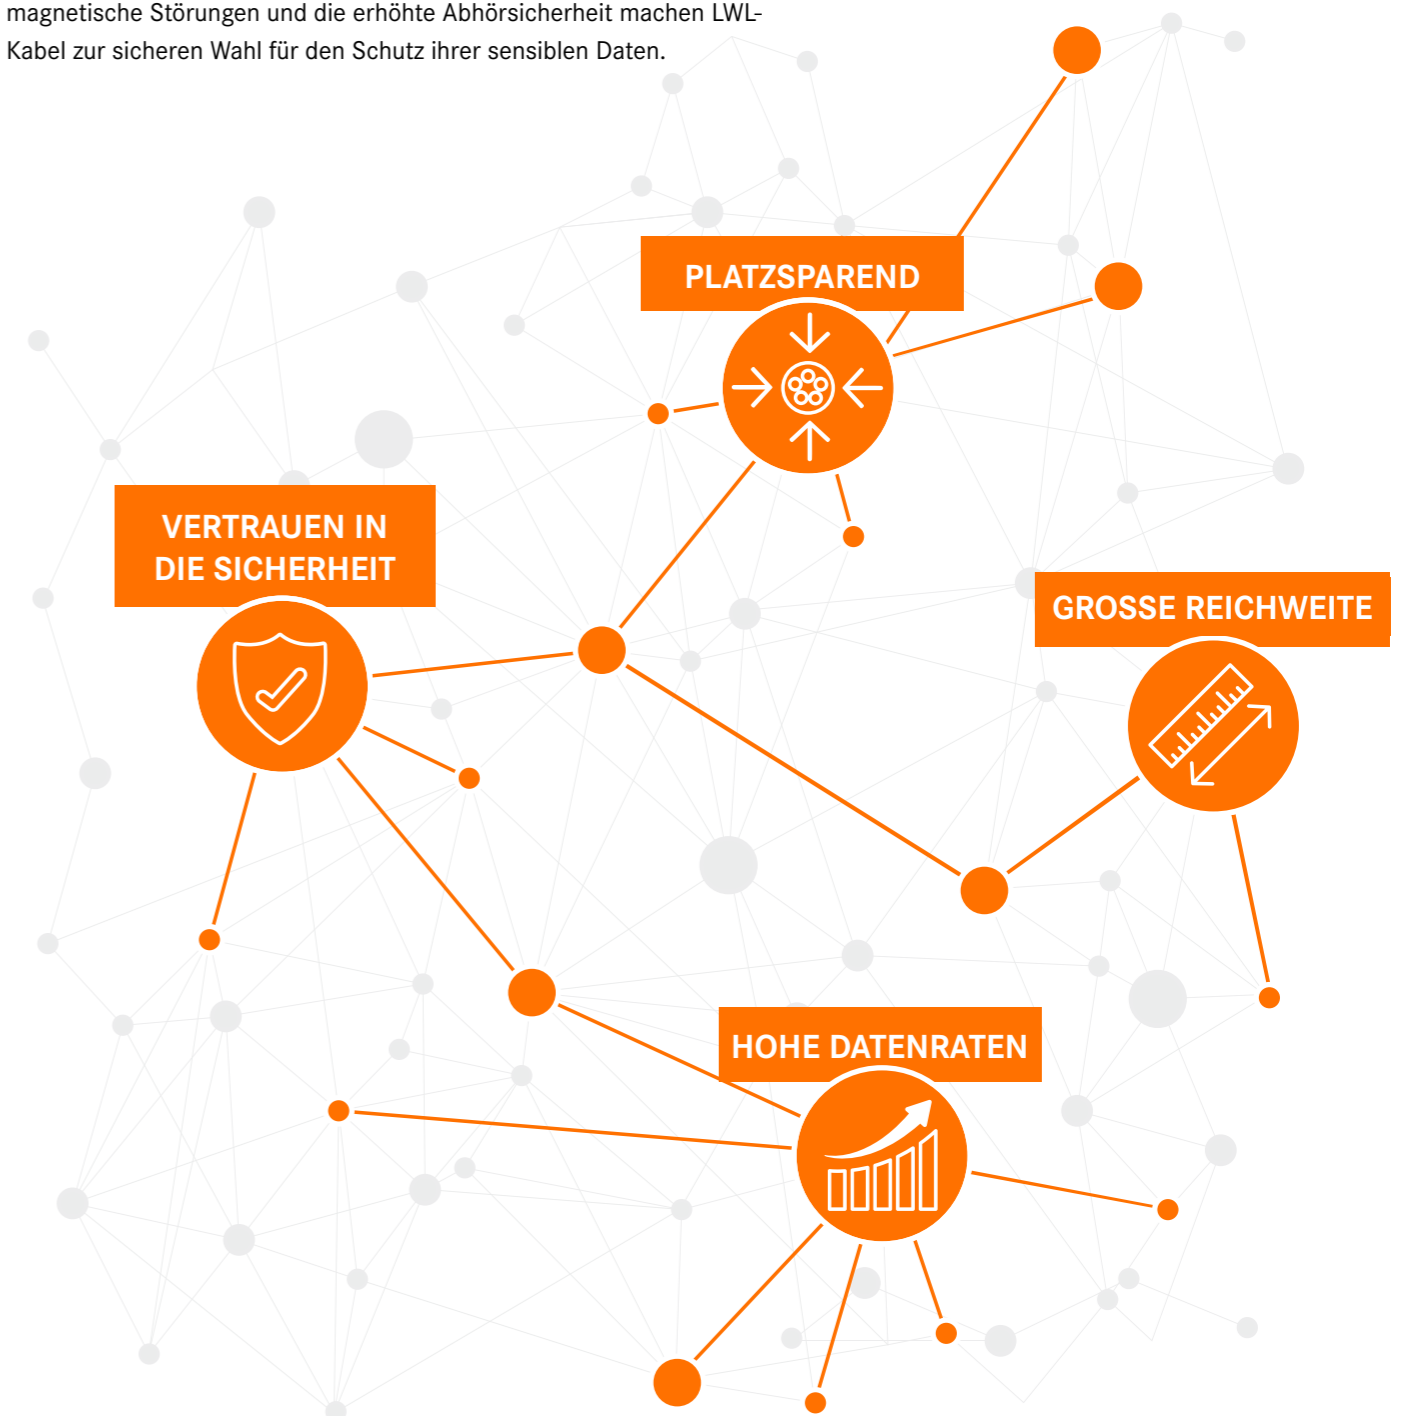 magnetische Störungen und die erhöhte Abhörsicherheit machen LWL-
Kabel zur sicheren Wahl für den Schutz ihrer sensiblen Daten.
PLATZSPAREND
VERTRAUEN IN
DIE SICHERHEIT
GROSSE REICHWEITE
HOHE DATENRATEN